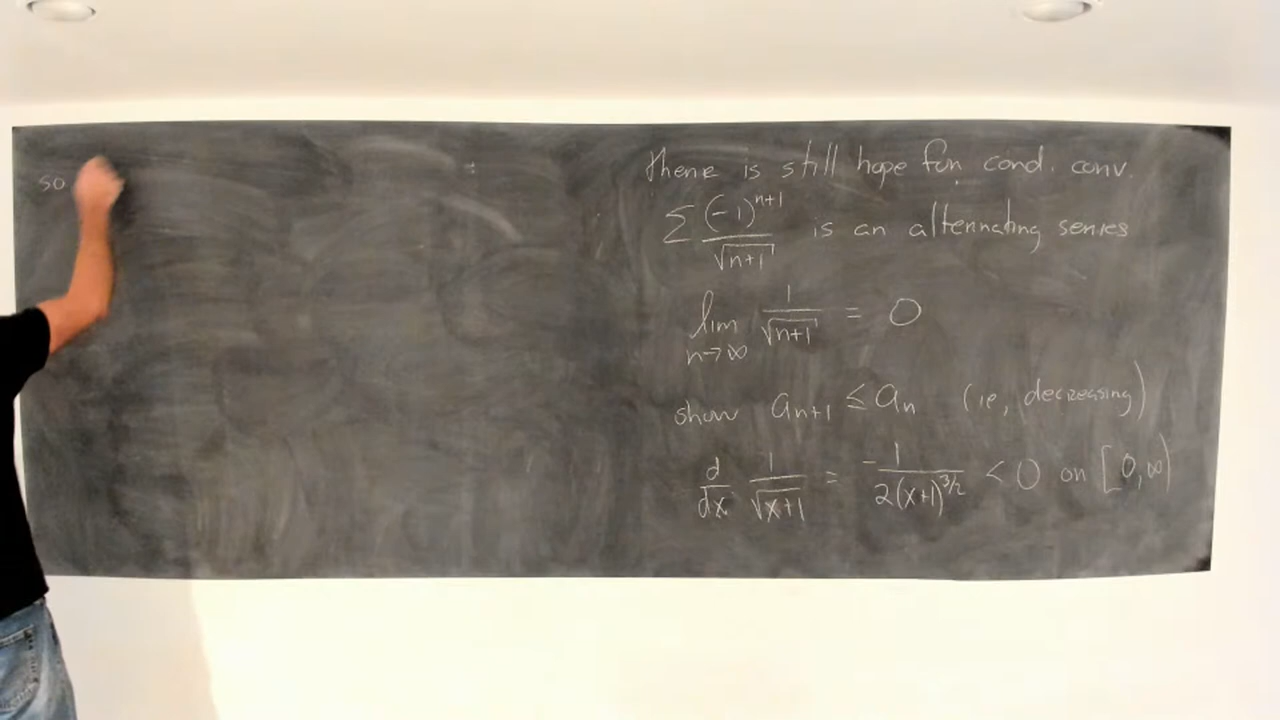 so
there is still hope for cond. conv.
∑ (-1)^{n+1} / √(n+1) is an alternating series
lim_{n→∞} 1/√(n+1) = 0
show a_{n+1} ≤ a_n (ie, decreasing)
d/dx 1/√(x+1) = -1/(2(x+1)^{3/2}) < 0 on [0,∞)